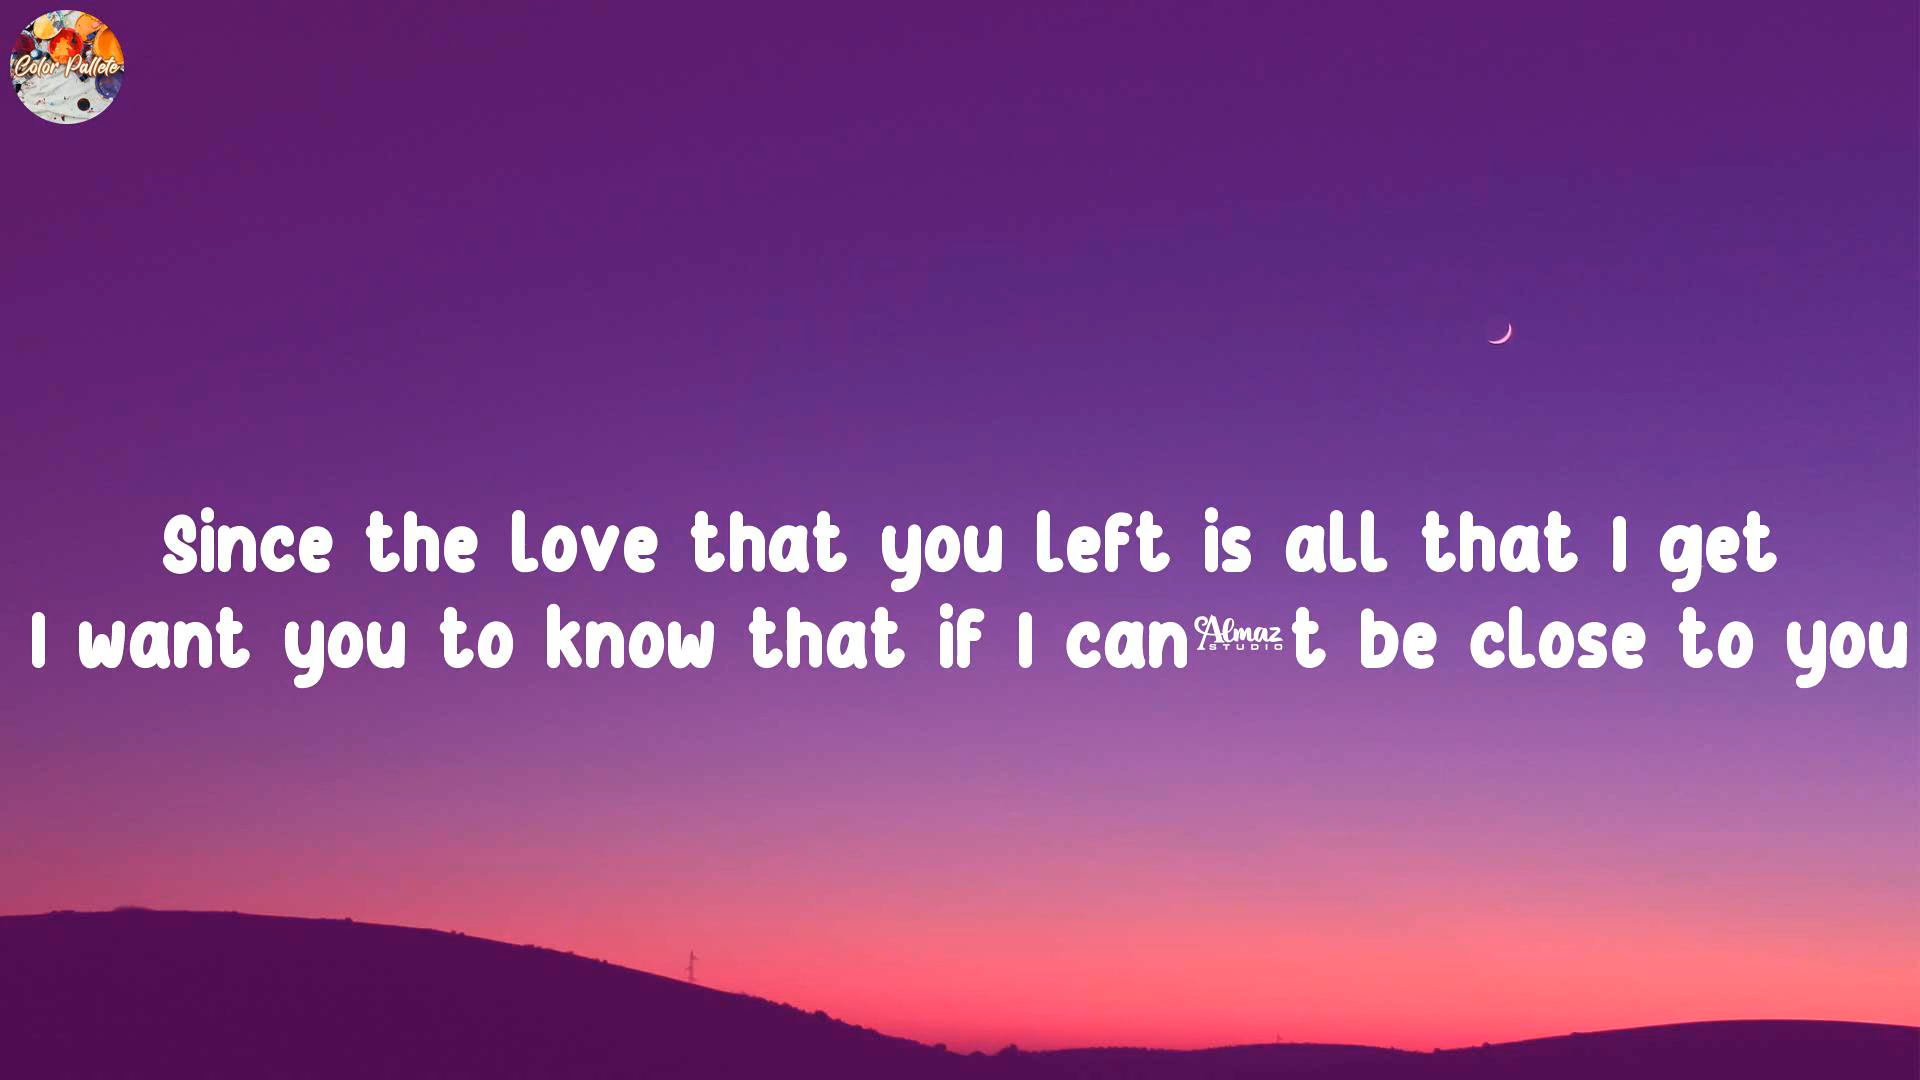 Color Pallete
Since the love that you left is all that I get
I want you to know that if I can Almaz STUDIO t be close to you